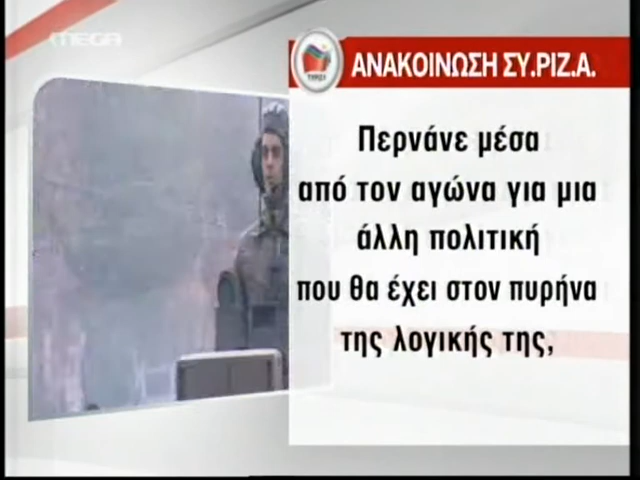 MEGA
ΑΝΑΚΟΙΝΩΣΗ ΣΥ.ΡΙΖ.Α.
ΣΥΡΙΖΑ
Περνάνε μέσα
από τον αγώνα για μια
άλλη πολιτική
που θα έχει στον πυρήνα
της λογικής της,